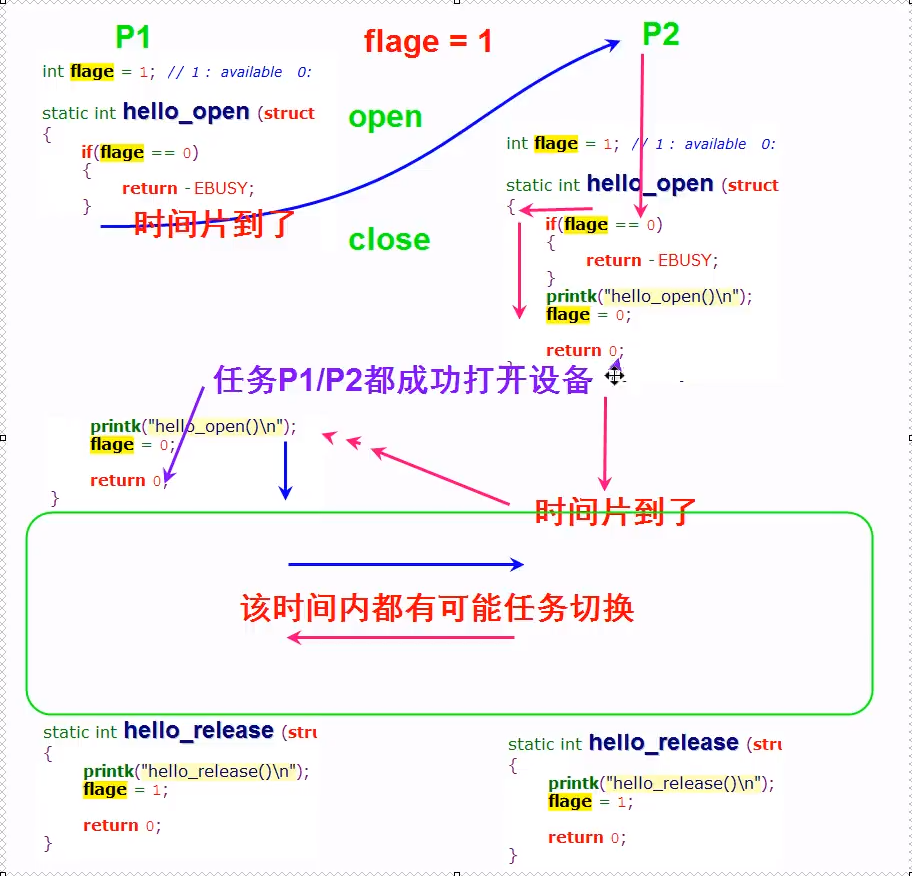 P1
flage = 1
P2
int flage = 1; // 1 : available 0:
static int hello_open (struct
{
if(flage == 0)
{
return -EBUSY;
}
时间片到了
open
close
int flage = 1; // 1 : available 0:
static int hello_open (struct
{
if(flage == 0)
{
return -EBUSY;
}
printk("hello_open()\n");
flage = 0;
return 0;
任务P1/P2都成功打开设备
printk("hello_open()\n");
flage = 0;
return 0;
}
时间片到了
该时间内都有可能任务切换
static int hello_release (stru
{
printk("hello_release()\n");
flage = 1;
return 0;
}
static int hello_release (stru
{
printk("hello_release()\n");
flage = 1;
return 0;
}